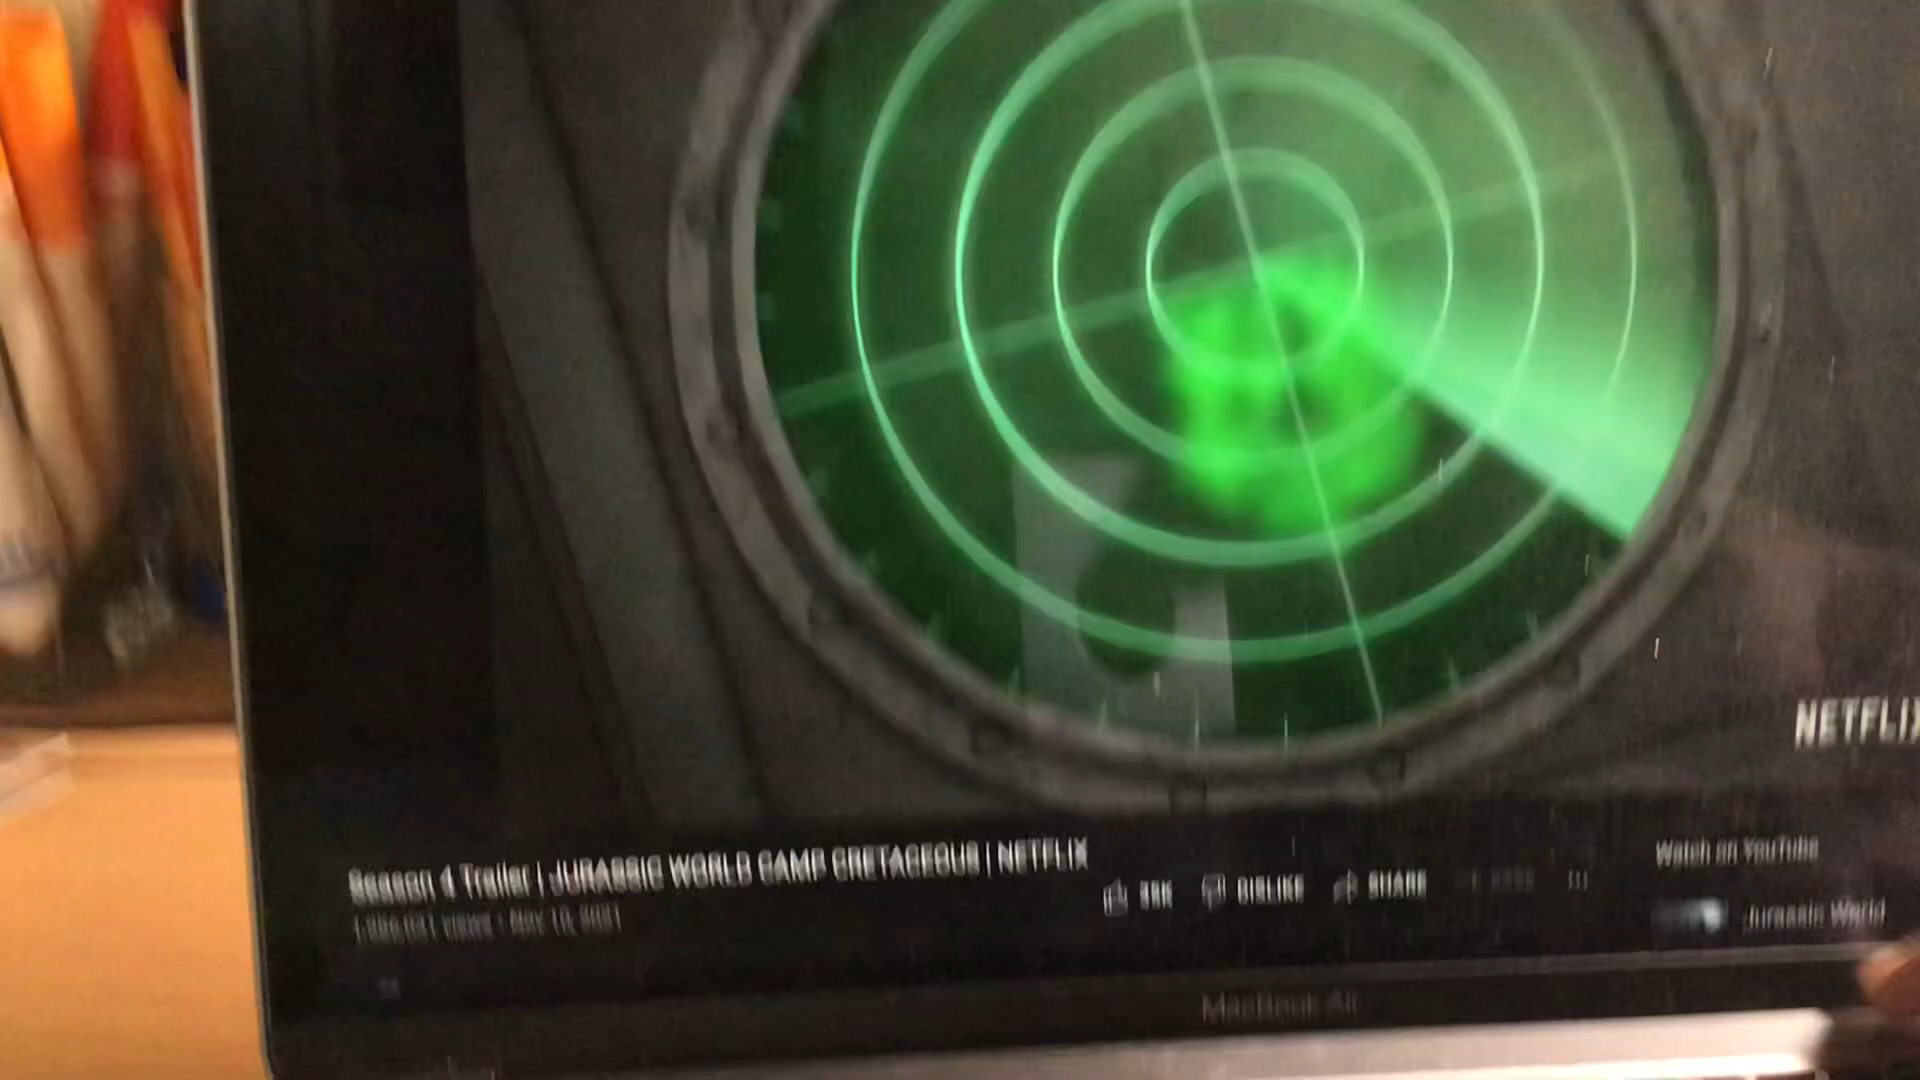 NETFLIX
Season 4 Trailer | JURASSIC WORLD CAMP CRETACEOUS | NETFLIX
DISLIKE
SHARE
Watch on YouTube
Jurassic World
MacBook Air